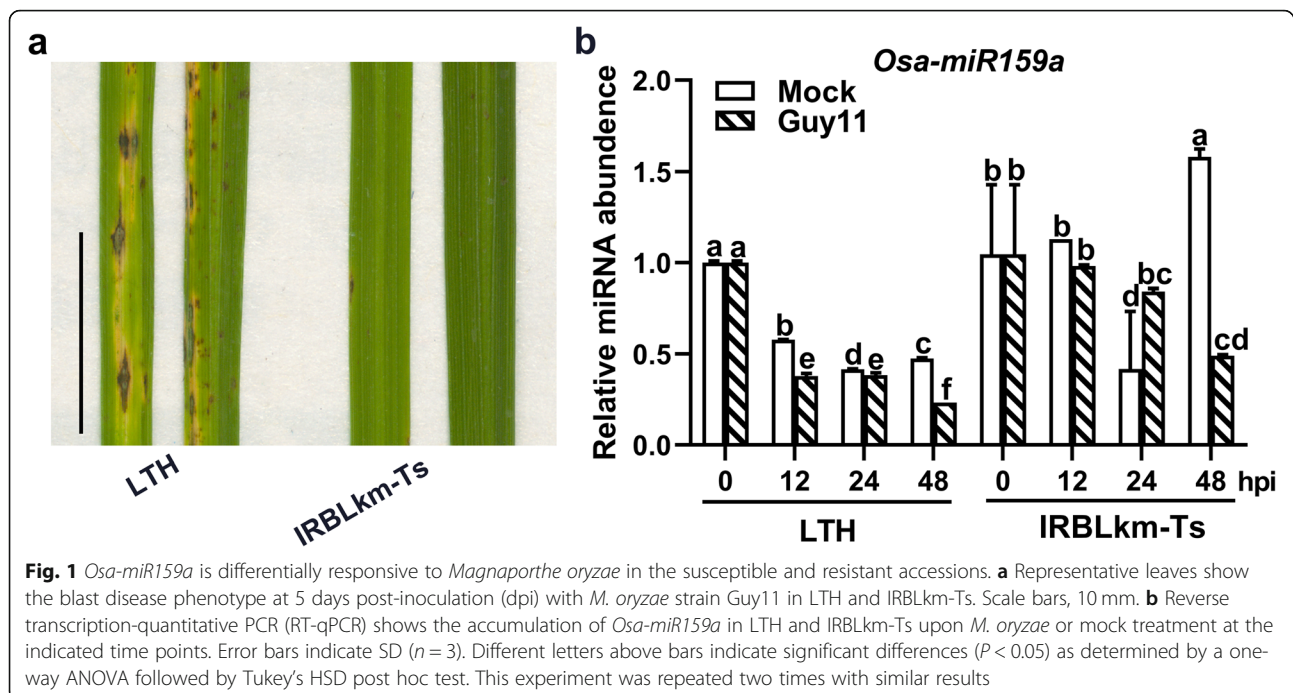 a
LTH
IRBLkm-Ts
b
Osa-miR159a
Relative miRNA abundance
2.0
1.5
1.0
0.5
0.0
Mock
Guy11
a a
b e
d e
c f
b b
b b
d bc
a cd
0 12 24 48 0 12 24 48 hpi
LTH IRBLkm-Ts
Fig. 1 Osa-miR159a is differentially responsive to Magnaporthe oryzae in the susceptible and resistant accessions. a Representative leaves show
the blast disease phenotype at 5 days post-inoculation (dpi) with M. oryzae strain Guy11 in LTH and IRBLkm-Ts. Scale bars, 10 mm. b Reverse
transcription-quantitative PCR (RT-qPCR) shows the accumulation of Osa-miR159a in LTH and IRBLkm-Ts upon M. oryzae or mock treatment at the
indicated time points. Error bars indicate SD (n = 3). Different letters above bars indicate significant differences (P < 0.05) as determined by a one-
way ANOVA followed by Tukey's HSD post hoc test. This experiment was repeated two times with similar results